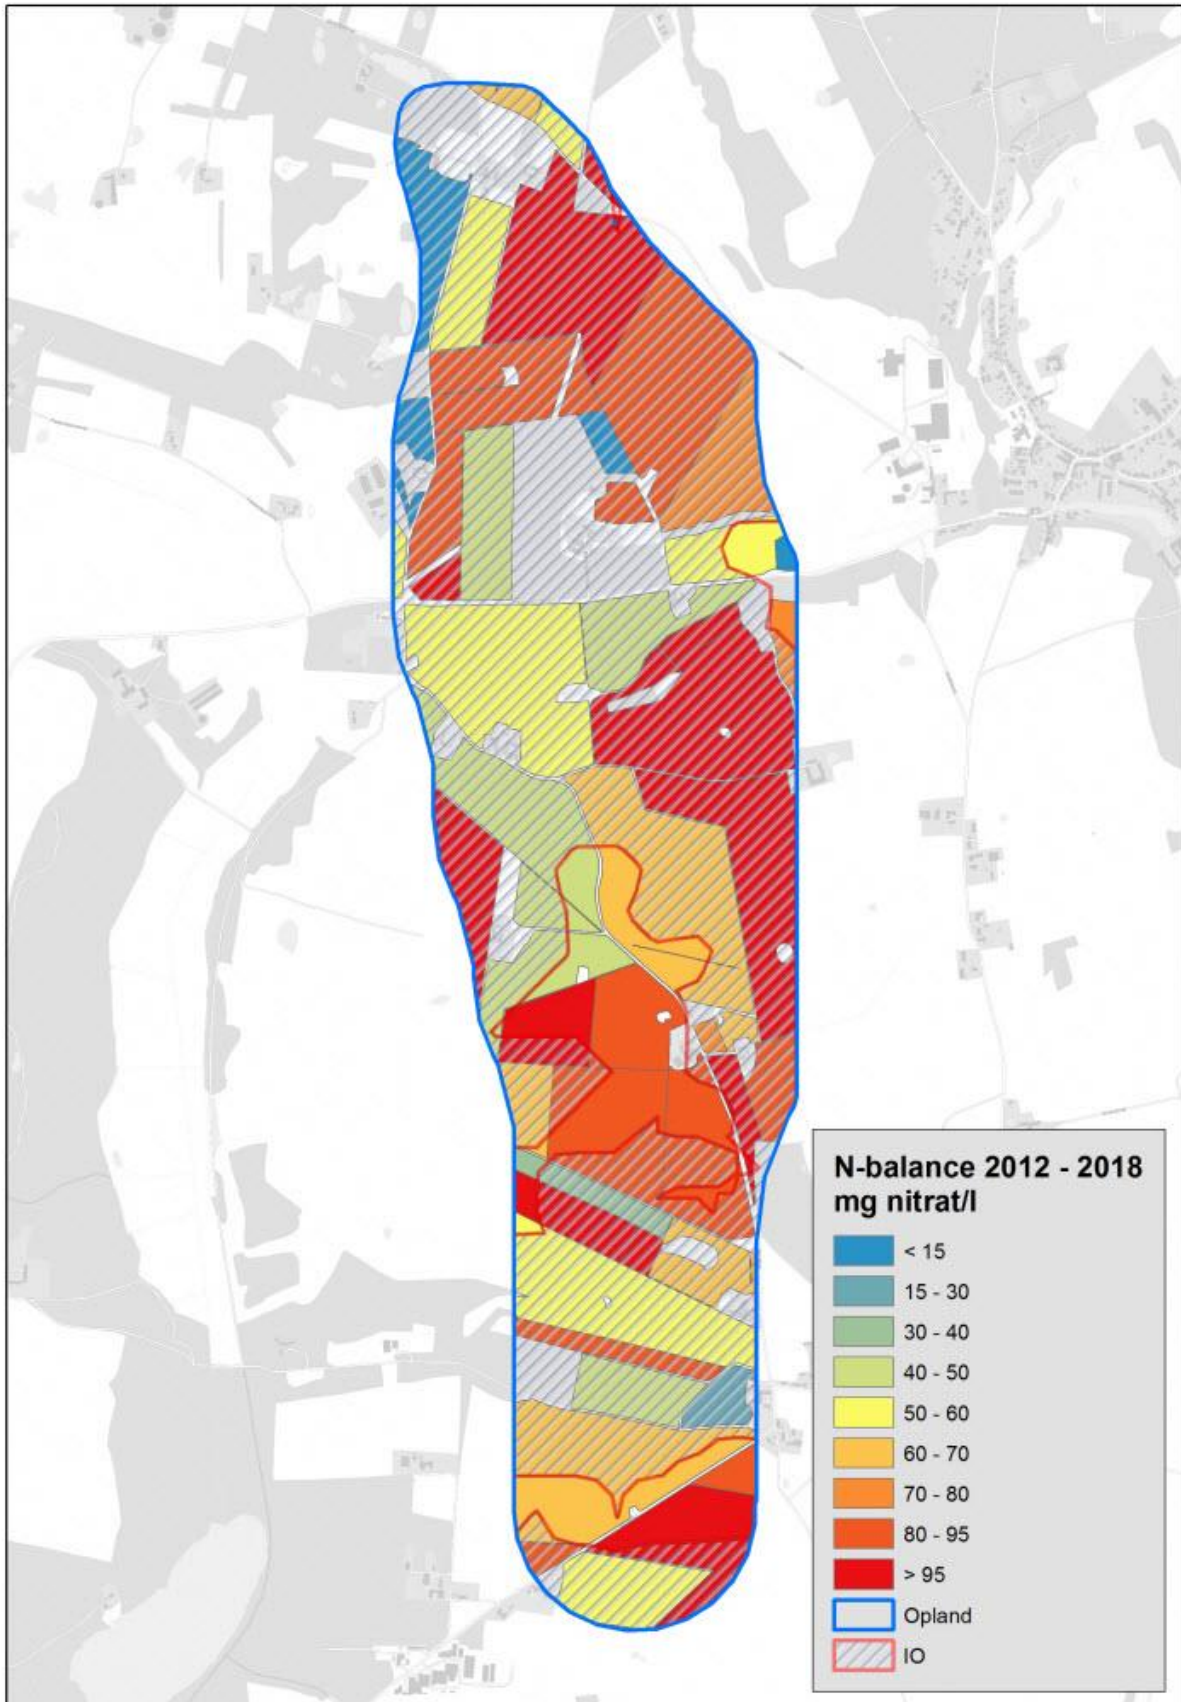 N-balance 2012 - 2018
mg nitrat/l
< 15
15 - 30
30 - 40
40 - 50
50 - 60
60 - 70
70 - 80
80 - 95
> 95
Opland
IO